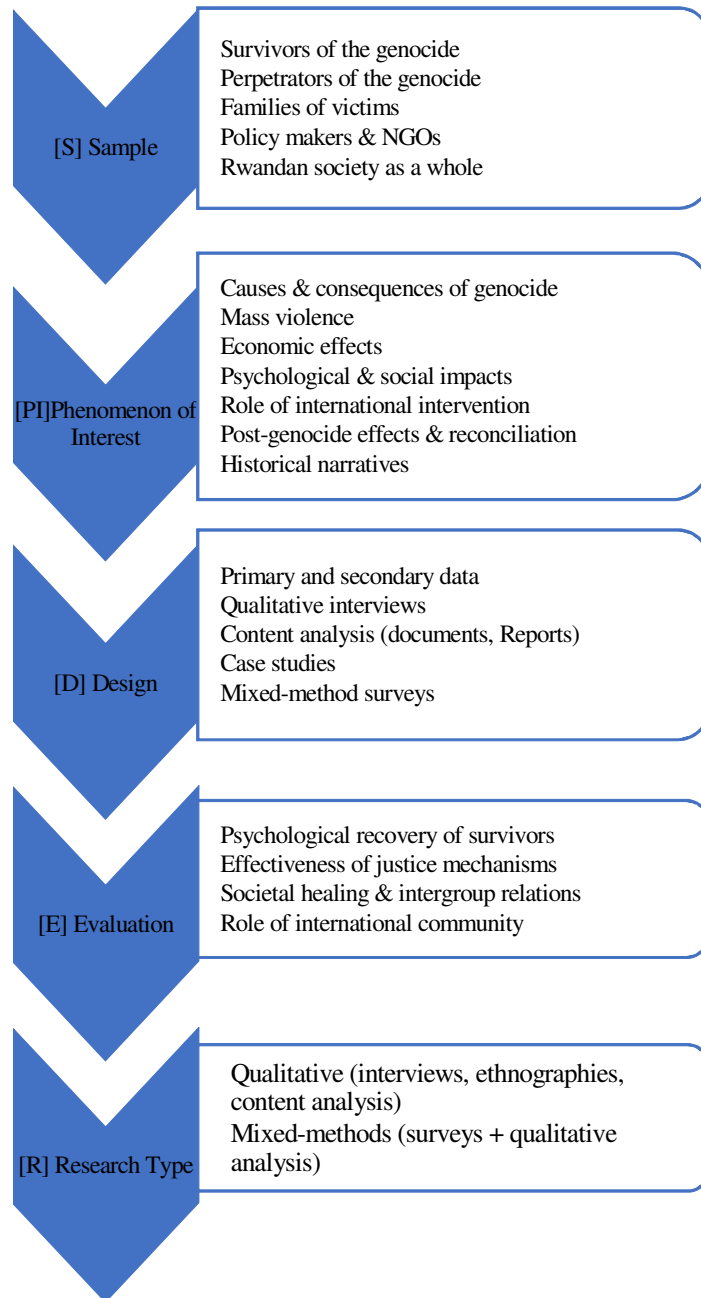 [S] Sample
Survivors of the genocide
Perpetrators of the genocide
Families of victims
Policy makers & NGOs
Rwandan society as a whole
[PI]Phenomenon of
Interest
Causes & consequences of genocide
Mass violence
Economic effects
Psychological & social impacts
Role of international intervention
Post-genocide effects & reconciliation
Historical narratives
[D] Design
Primary and secondary data
Qualitative interviews
Content analysis (documents, Reports)
Case studies
Mixed-method surveys
[E] Evaluation
Psychological recovery of survivors
Effectiveness of justice mechanisms
Societal healing & intergroup relations
Role of international community
[R] Research Type
Qualitative (interviews, ethnographies,
content analysis)
Mixed-methods (surveys + qualitative
analysis)